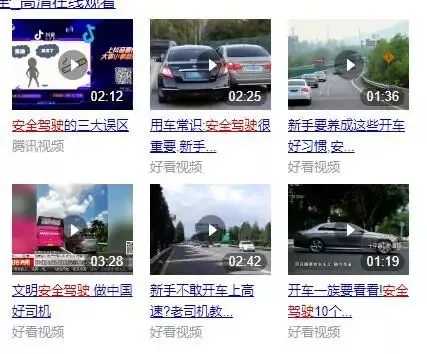 高清在线观看
抖音
02:12
02:25
01:36
安全驾驶的三大误区
用车常识:安全驾驶很
重要,新手...
新手要养成这些开车
好习惯,安...
腾讯视频
好看视频
好看视频
03:28
02:42
01:19
文明安全驾驶 做中国
好司机
新手不敢开车上高
速?老司机教...
开车一族要看看!安全
驾驶10个...
好看视频
好看视频
好看视频